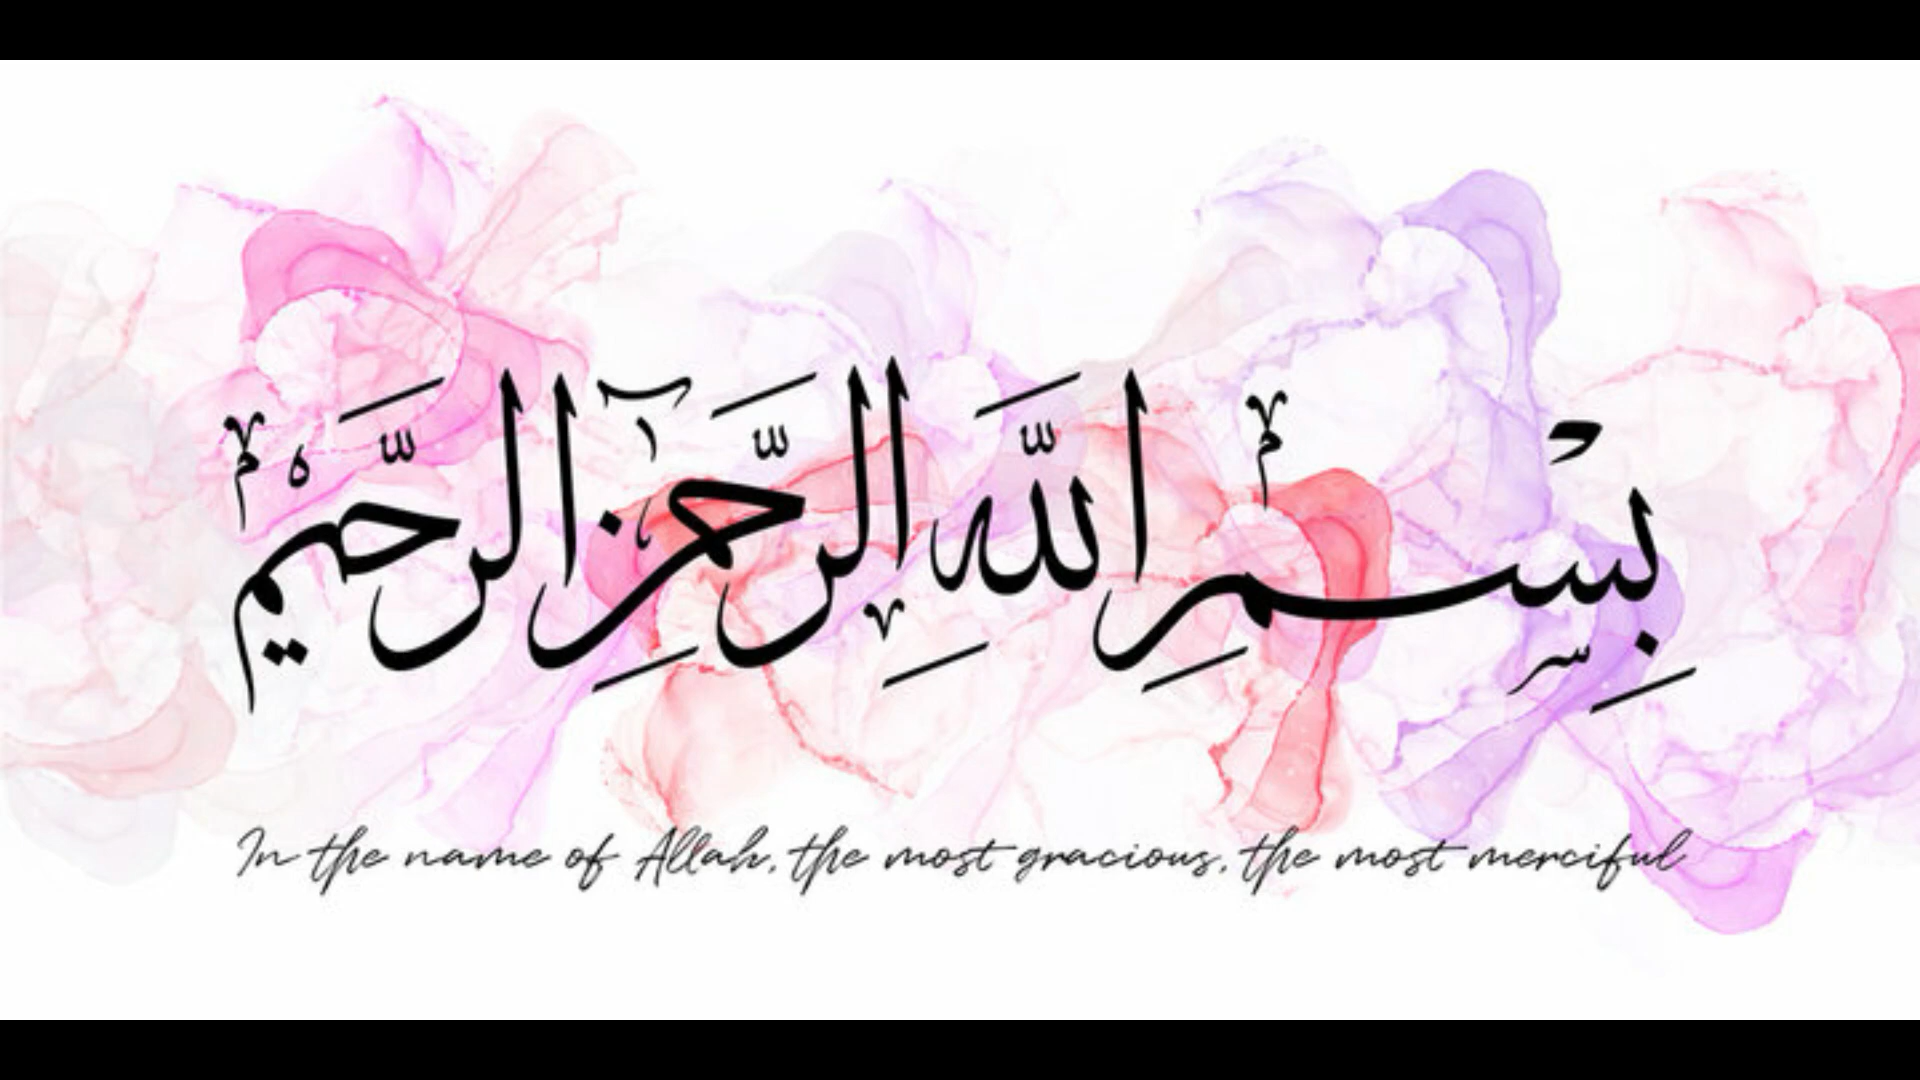 بِسْمِ اللَّهِ الرَّحْمَٰنِ الرَّحِيمِ
In the name of Allah, the most gracious, the most merciful